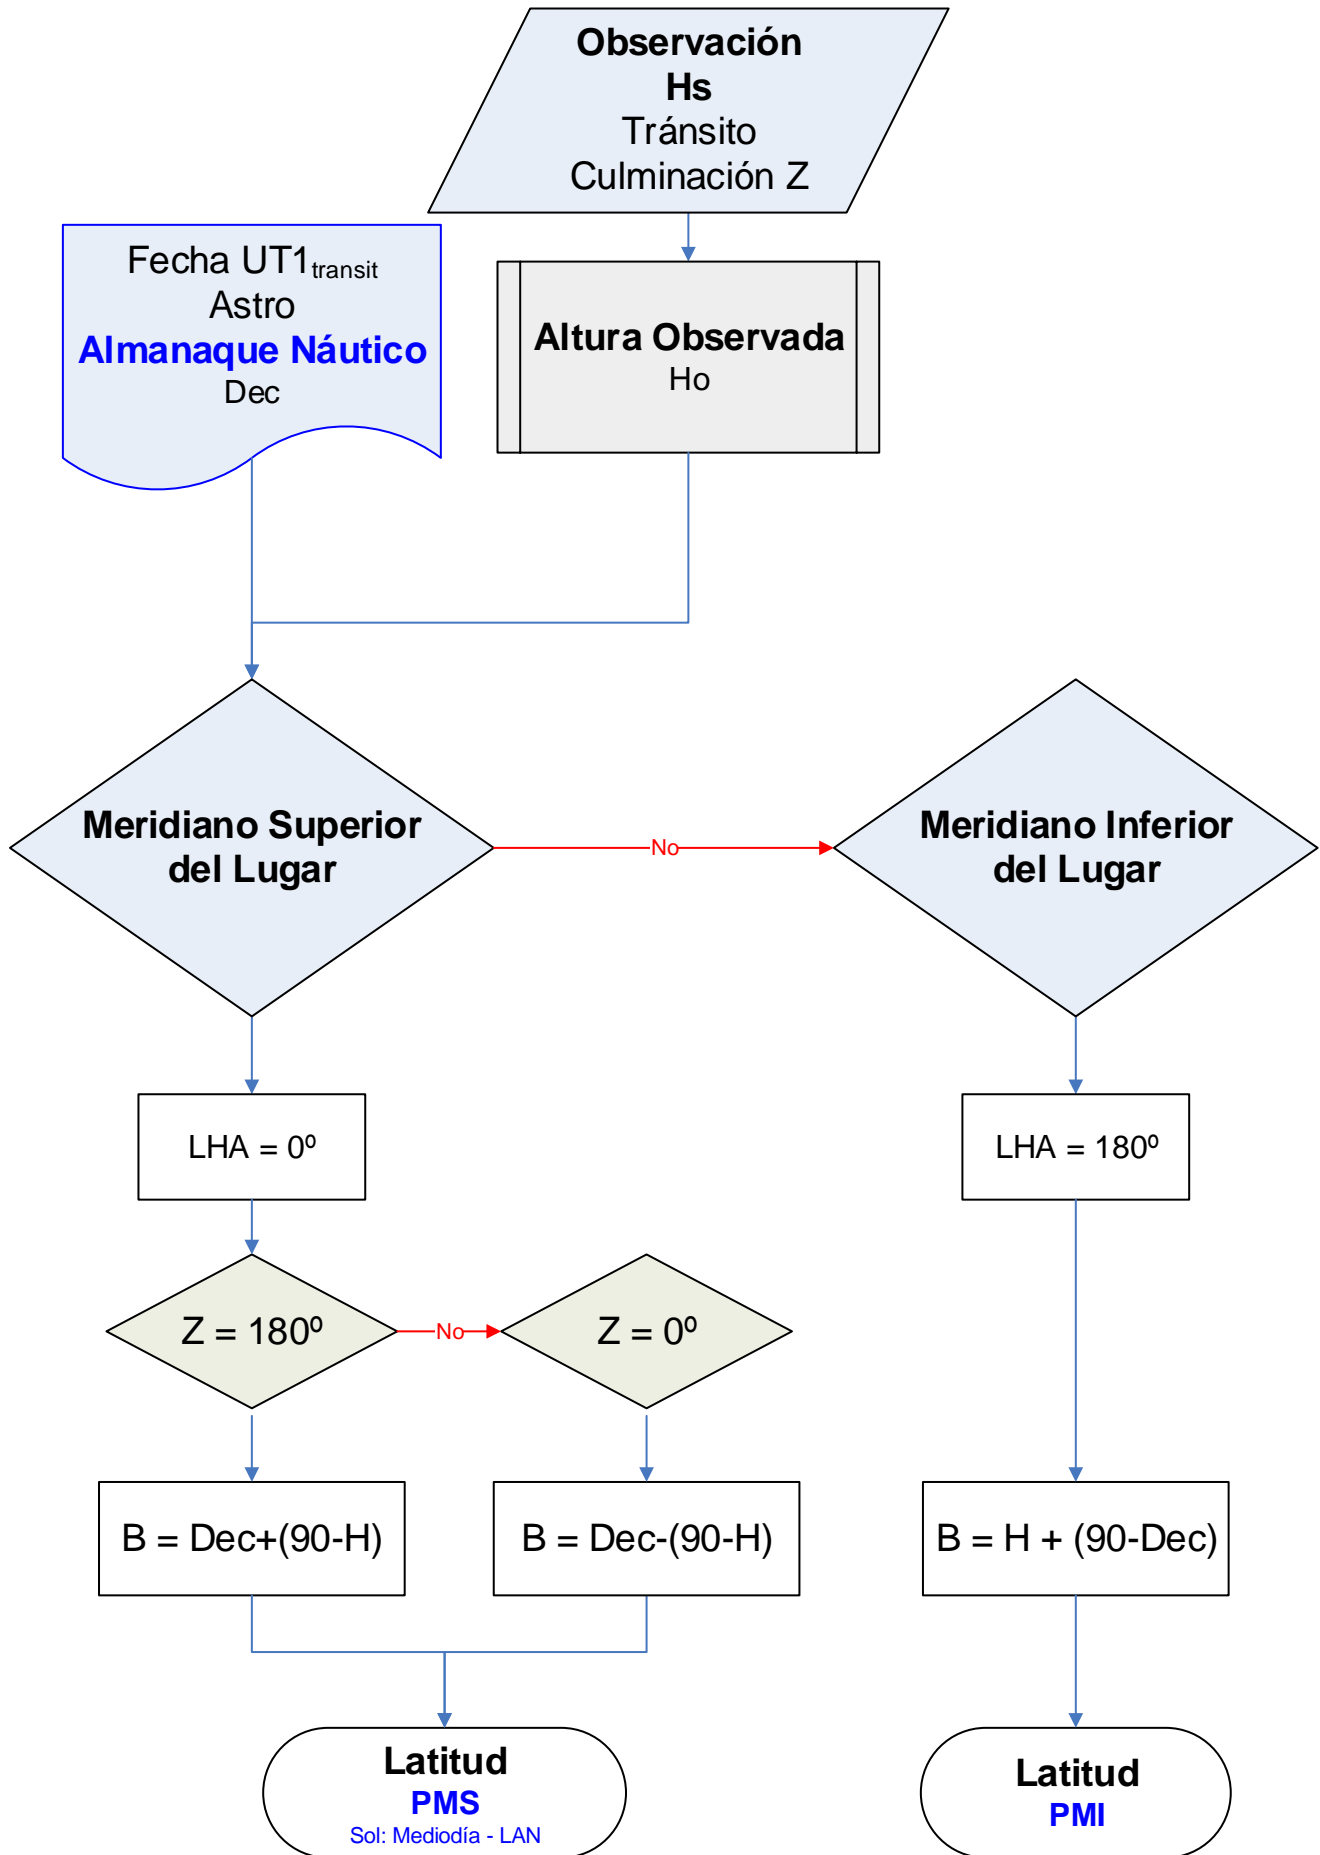 Observación
Hs
Tránsito
Culminación Z
Fecha UT1transit
Astro
Almanaque Náutico
Dec
Altura Observada
Ho
Meridiano Superior
del Lugar
No
Meridiano Inferior
del Lugar
LHA = 0º
LHA = 180º
Z = 180º
No
Z = 0º
B = Dec+(90-H)
B = Dec-(90-H)
B = H + (90-Dec)
Latitud
PMS
Sol: Mediodía - LAN
Latitud
PMI